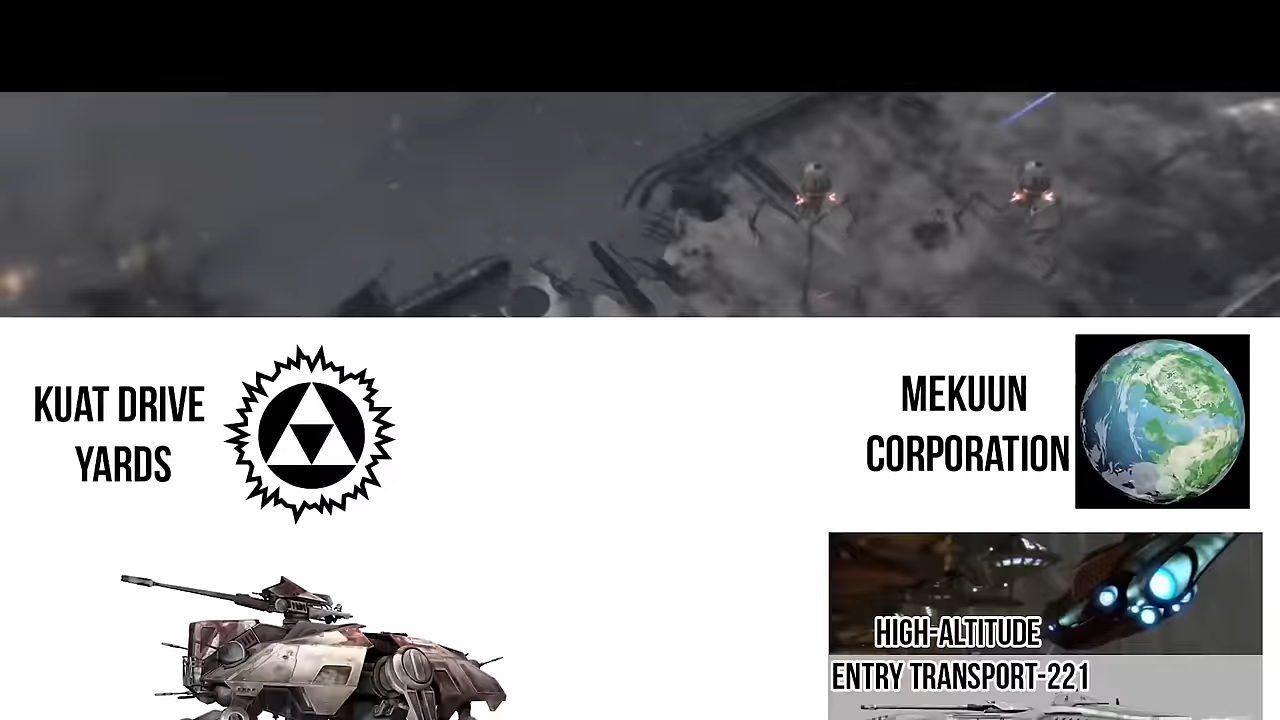 KUAT DRIVE
YARDS
MEKUUN
CORPORATION
HIGH-ALTITUDE
ENTRY TRANSPORT-221